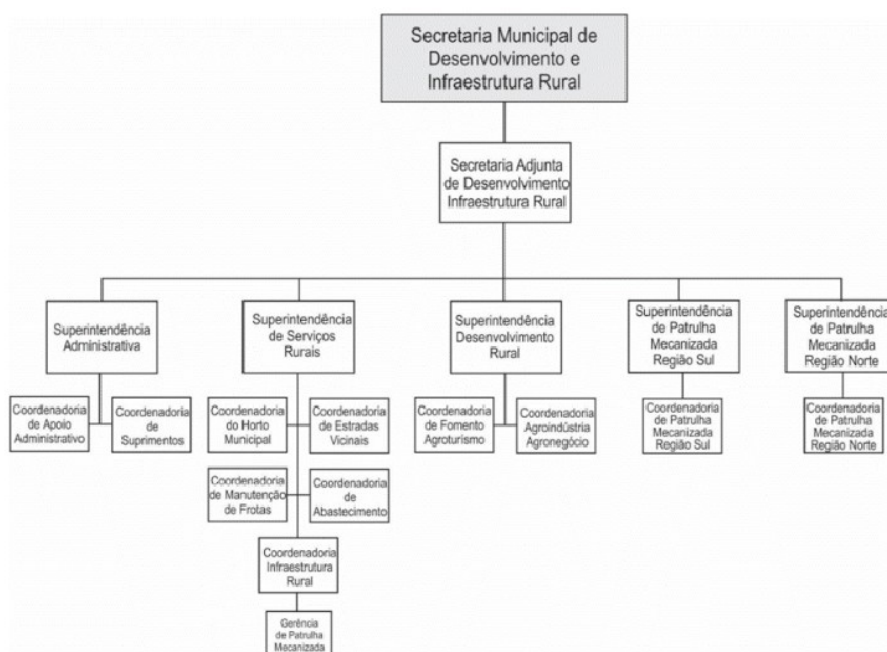 Secretaria Municipal de
Desenvolvimento e
Infraestrutura Rural
Secretaria Adjunta
de Desenvolvimento
Infraestrutura Rural
Superintendência
Administrativa
Superintendência
de Serviços
Rurais
Superintendência
Desenvolvimento
Rural
Superintendência
de Patrulha
Mecanizada
Região Sul
Superintendência
de Patrulha
Mecanizada
Região Norte
Coordenadoria
de Apoio
Administrativo
Coordenadoria
de
Suprimentos
Coordenadoria
do Horto
Municipal
Coordenadoria
de Estradas
Vicinais
Coordenadoria
de Fomento
Agroturismo
Coordenadoria
Agroindústria
Agronegócio
Coordenadoria
de Patrulha
Mecanizada
Região Sul
Coordenadoria
de Patrulha
Mecanizada
Região Norte
Coordenadoria
de Manutenção
de Frotas
Coordenadoria
de
Abastecimento
Coordenadoria
Infraestrutura
Rural
Gerência
de Patrulha
Mecanizada